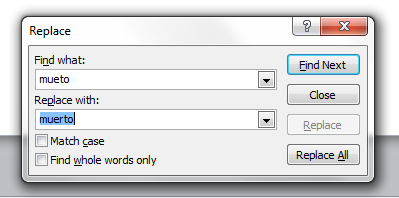 Replace
Find what:
mueto
Replace with:
muerto
Match case
Find whole words only
Find Next
Close
Replace
Replace All